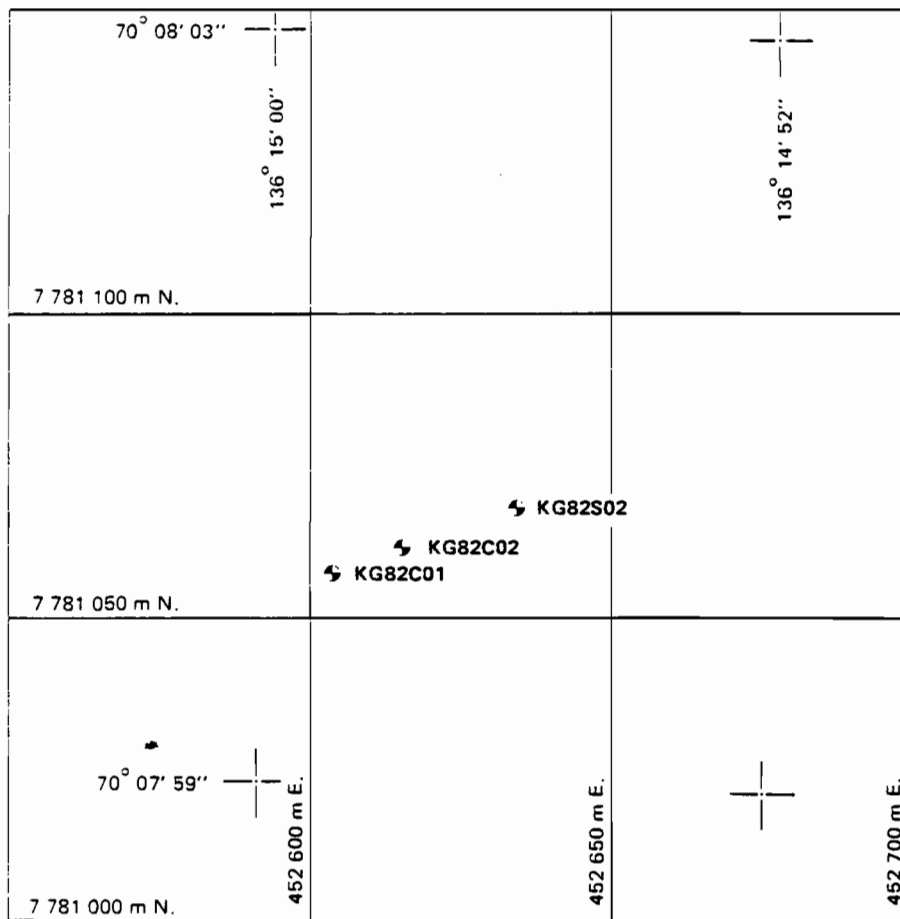 70° 08' 03"
136° 15' 00"
136° 14' 52"
7 781 100 m N.
KG82S02
KG82C02
KG82C01
7 781 050 m N.
70° 07' 59"
452 600 m E.
452 650 m E.
452 700 m E.
7 781 000 m N.